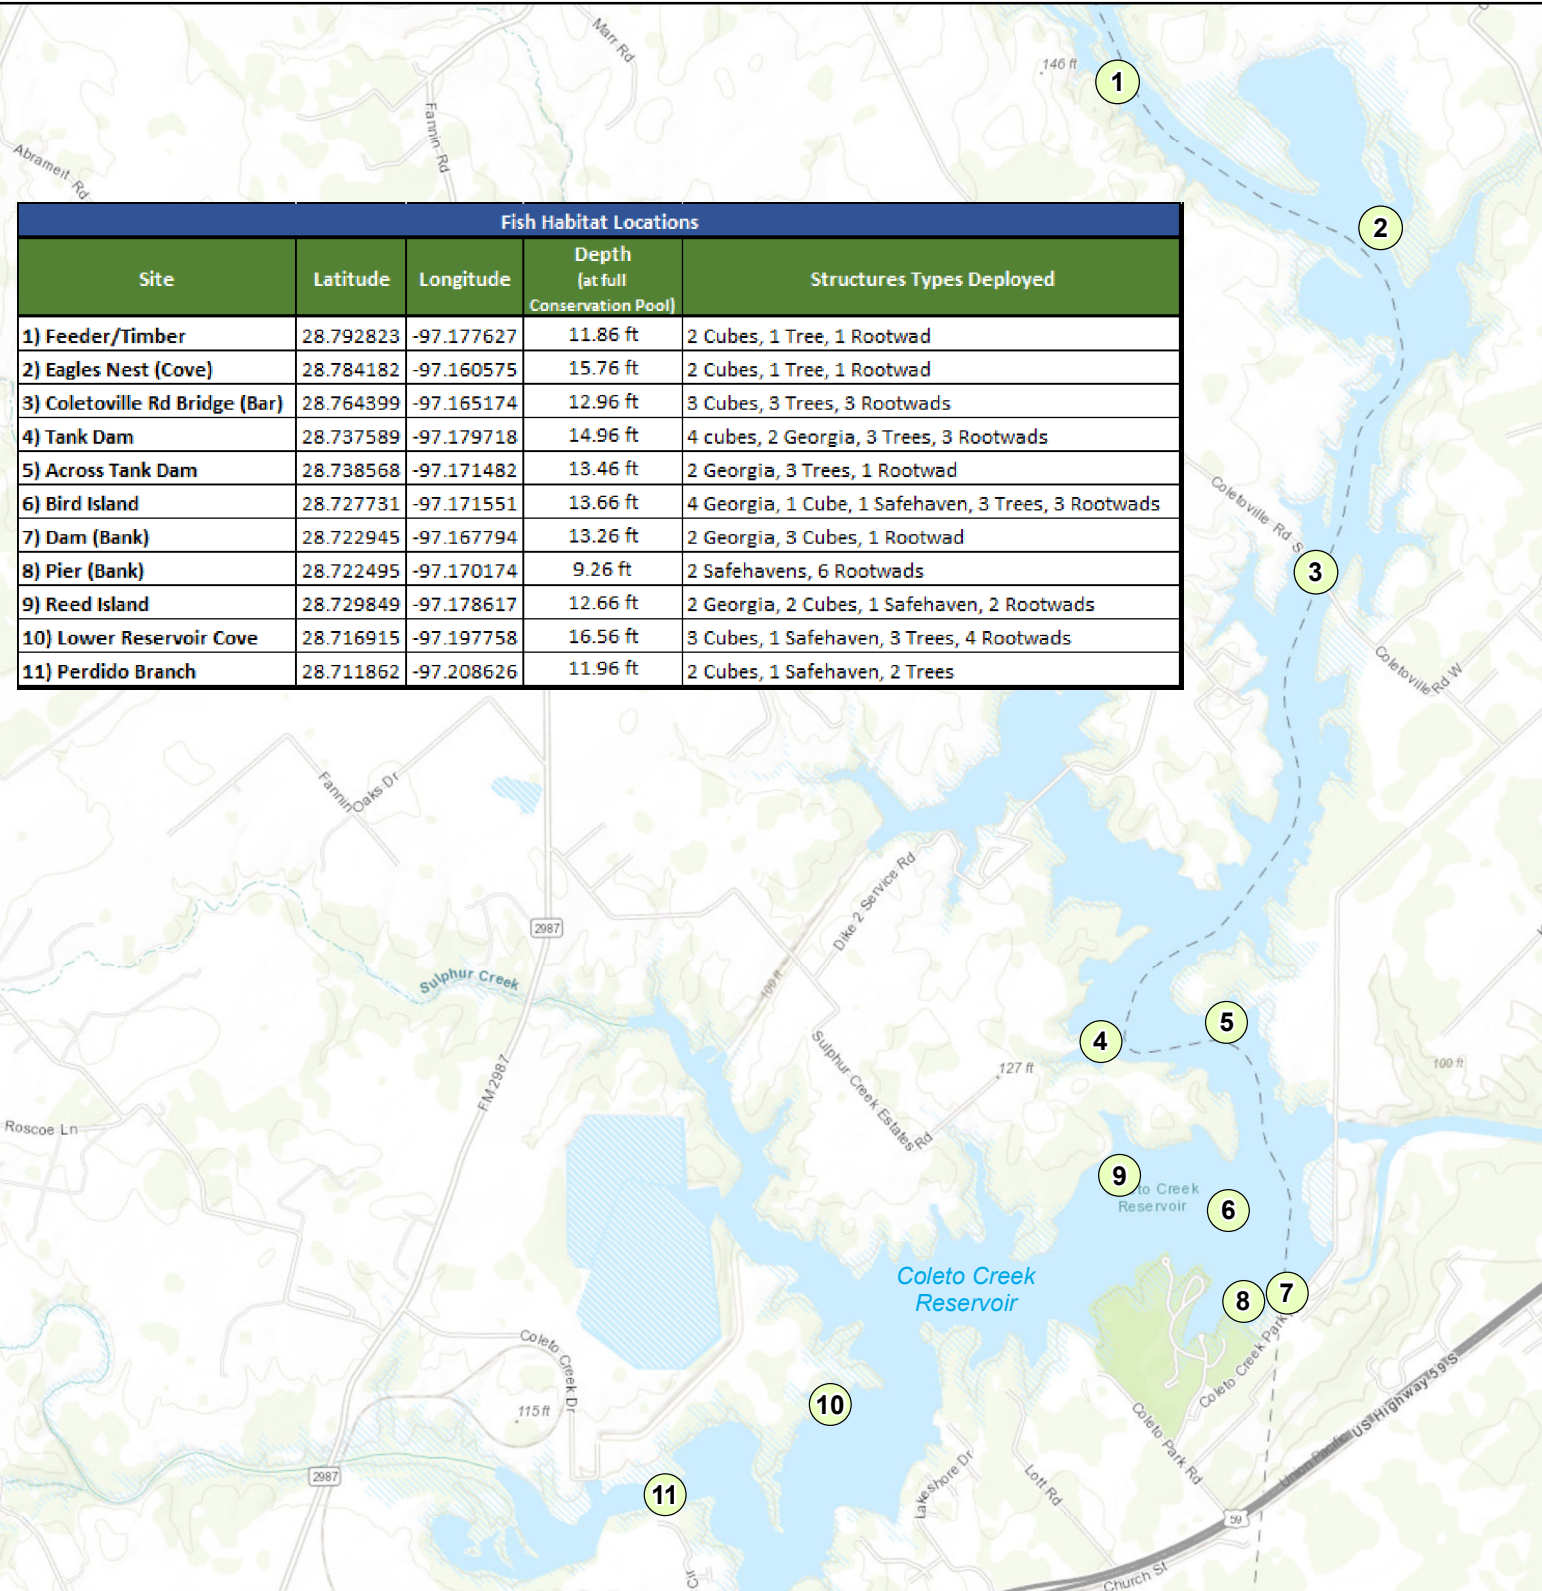 Marr Rd
146 ft
1
Fannin Rd
Abrameit Rd
2
Fish Habitat Locations
Site Latitude Longitude Depth (at full Conservation Pool) Structures Types Deployed
1) Feeder/Timber 28.792823 -97.177627 11.86 ft 2 Cubes, 1 Tree, 1 Rootwad
2) Eagles Nest (Cove) 28.784182 -97.160575 15.76 ft 2 Cubes, 1 Tree, 1 Rootwad
3) Coletoville Rd Bridge (Bar) 28.764399 -97.165174 12.96 ft 3 Cubes, 3 Trees, 3 Rootwads
4) Tank Dam 28.737589 -97.179718 14.96 ft 4 cubes, 2 Georgia, 3 Trees, 3 Rootwads
5) Across Tank Dam 28.738568 -97.171482 13.46 ft 2 Georgia, 3 Trees, 1 Rootwad
6) Bird Island 28.727731 -97.171551 13.66 ft 4 Georgia, 1 Cube, 1 Safehaven, 3 Trees, 3 Rootwads
7) Dam (Bank) 28.722945 -97.167794 13.26 ft 2 Georgia, 3 Cubes, 1 Rootwad
8) Pier (Bank) 28.722495 -97.170174 9.26 ft 2 Safehavens, 6 Rootwads
9) Reed Island 28.729849 -97.178617 12.66 ft 2 Georgia, 2 Cubes, 1 Safehaven, 2 Rootwads
10) Lower Reservoir Cove 28.716915 -97.197758 16.56 ft 3 Cubes, 1 Safehaven, 3 Trees, 4 Rootwads
11) Perdido Branch 28.711862 -97.208626 11.96 ft 2 Cubes, 1 Safehaven, 2 Trees
Coletoville Rd S
3
Coletoville Rd W
Fannin Oaks Dr
Dike 2 Service Rd
2987
Sulphur Creek
100 ft
5
4
127 ft
100 ft
FM 2987
Sulphur Creek Estates Rd
Roscoe Ln
9
to Creek
Reservoir
6
Coleto Creek
Reservoir
8
7
Coleto Creek Park
Coleto Creek Dr
US Highway 59 S
Union Pacific
10
115 ft
Coleto Park Rd
Lakeshore Dr
Lott Rd
2987
11
59
Church St
Cir